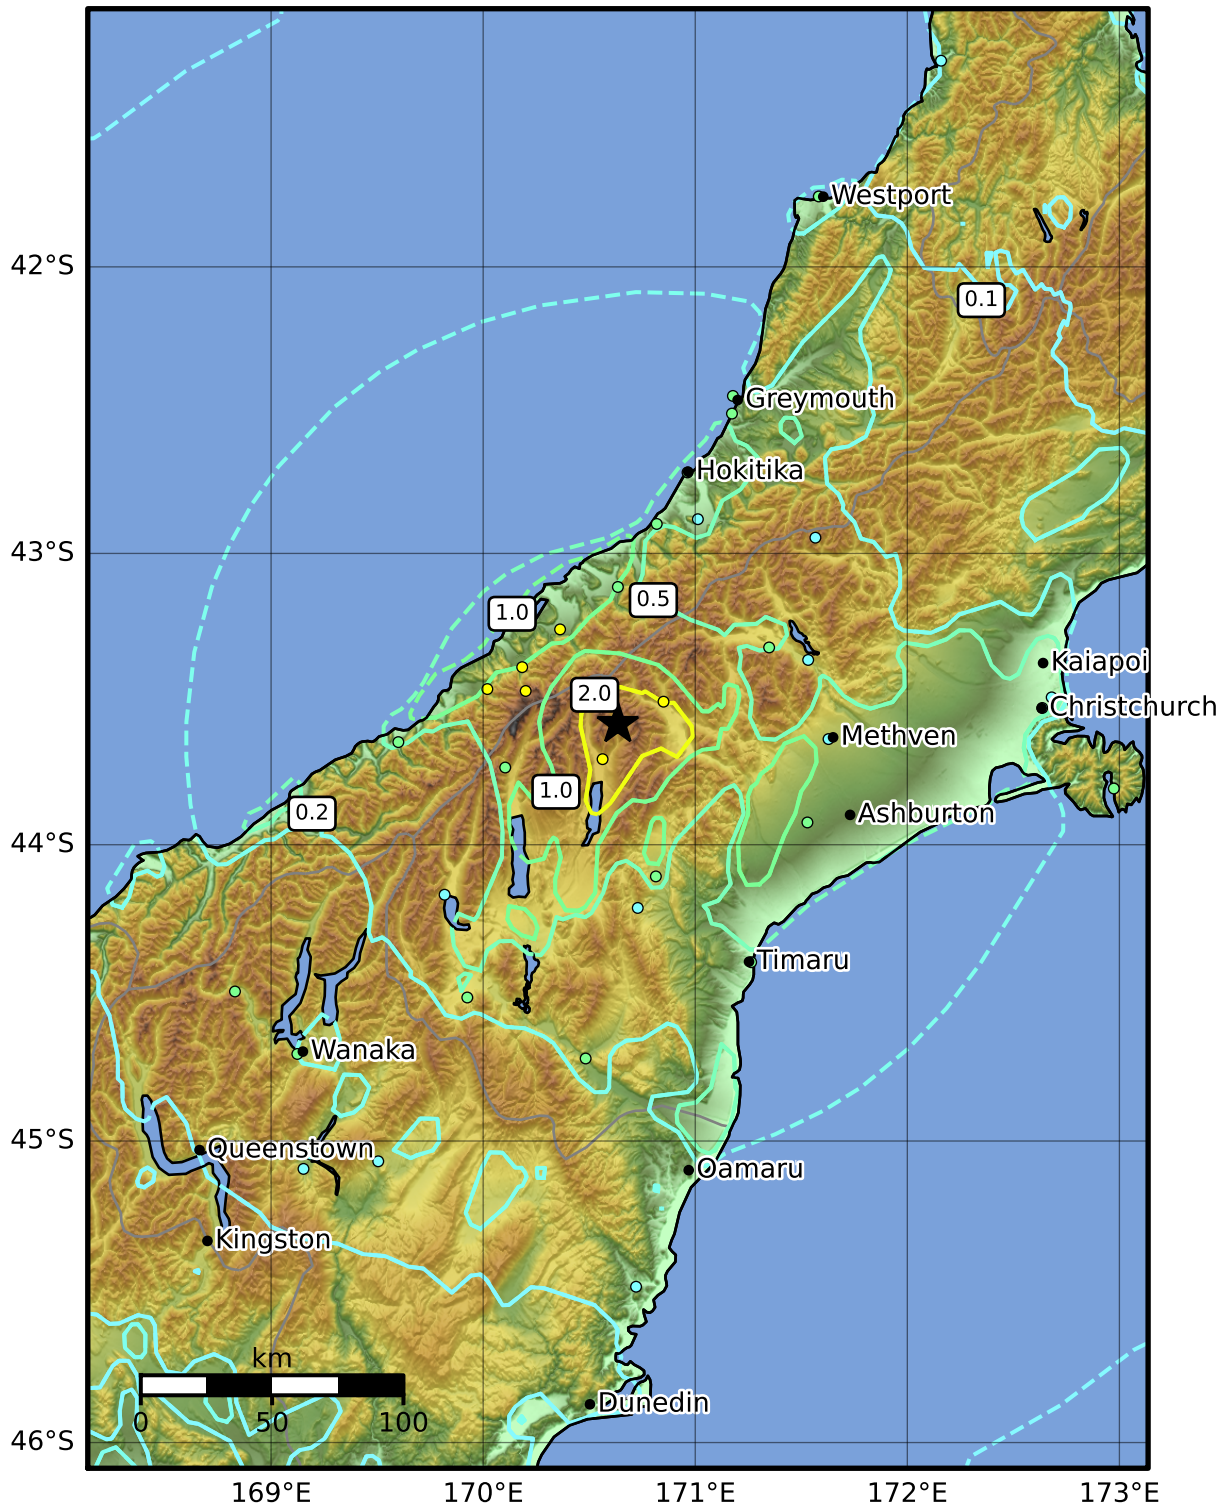 Westport
42°S
0.1
Greymouth
Hokitika
43°S
0.5
1.0
Kaiapoi
2.0
Christchurch
Methven
1.0
0.2
Ashburton
44°S
Timaru
Wanaka
45°S
Queenstown
Oamaru
Kingston
km
Dunedin
0 50 100
46°S
169°E 170°E 171°E 172°E 173°E